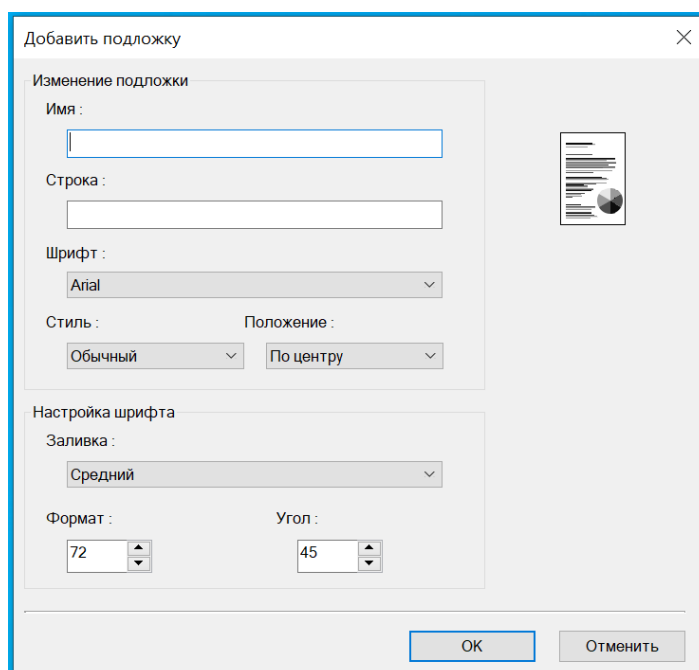 Добавить подложку
Изменение подложки
Имя :
Строка :
Шрифт :
Arial
Стиль : Положение :
Обычный По центру
Настройка шрифта
Заливка :
Средний
Формат : Угол :
72 45
OK Отменить